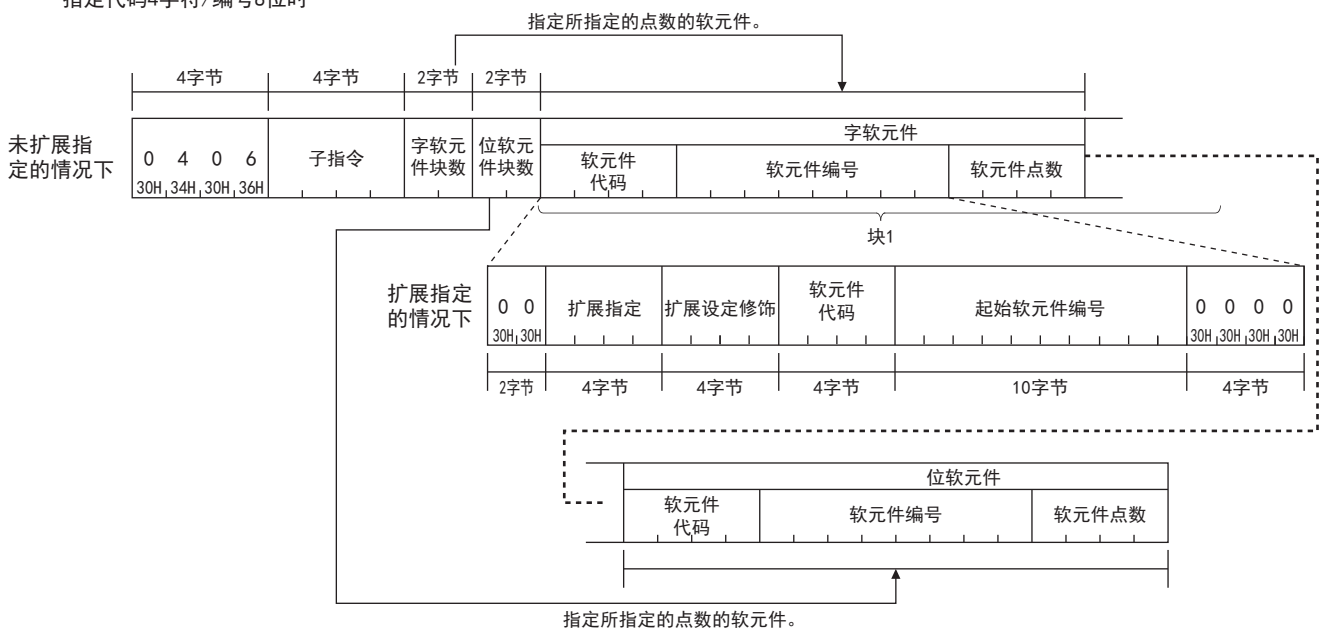 指定代码4字符/编号8位时
指定所指定的点数的软元件。
4字节 4字节 2字节 2字节
未扩展指
定的情况下
0 4 0 6
30H 34H 30H 36H
子指令
字软元
件块数
位软元
件块数
字软元件
软元件
代码
软元件编号
软元件点数
块1
扩展指定
的情况下
0 0
30H 30H
扩展指定
扩展设定修饰
软元件
代码
起始软元件编号
0 0 0 0
30H 30H 30H 30H
2字节 4字节 4字节 4字节 10字节 4字节
位软元件
软元件
代码
软元件编号
软元件点数
指定所指定的点数的软元件。